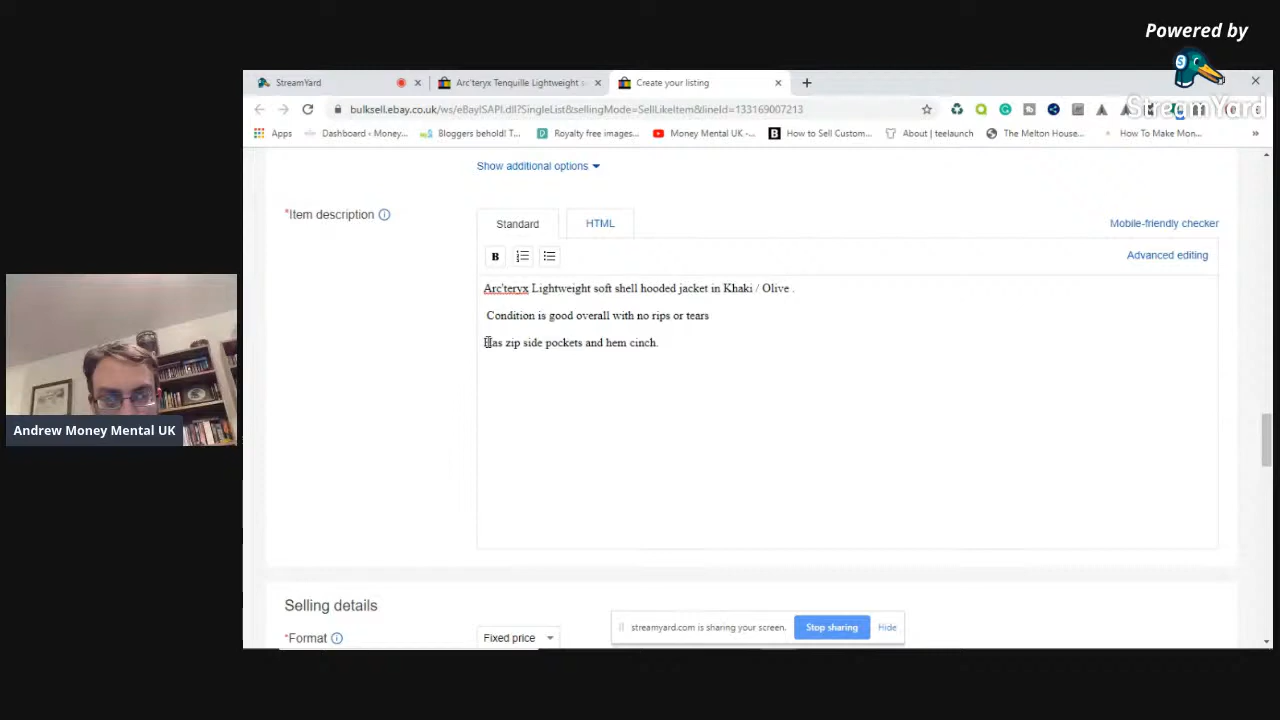 Powered by
StreamYard
StreamYard
Arc'teryx Tenquille Lightweight s
Create your listing
bulksell.ebay.co.uk/ws/eBayISAPI.dll?SingleList&sellingMode=SellLikeItem&lineId=133169007213
Apps
Dashboard ‹ Money...
Bloggers behold! T...
Royalty free images...
Money Mental UK -...
How to Sell Custom...
About | teelaunch
The Melton House...
How To Make Mon...
Show additional options
*Item description
Standard
HTML
Mobile-friendly checker
B
Advanced editing
Arc'teryx Lightweight soft shell hooded jacket in Khaki / Olive .
Condition is good overall with no rips or tears
Has zip side pockets and hem cinch.
Andrew Money Mental UK
Selling details
*Format
Fixed price
streamyard.com is sharing your screen.
Stop sharing
Hide